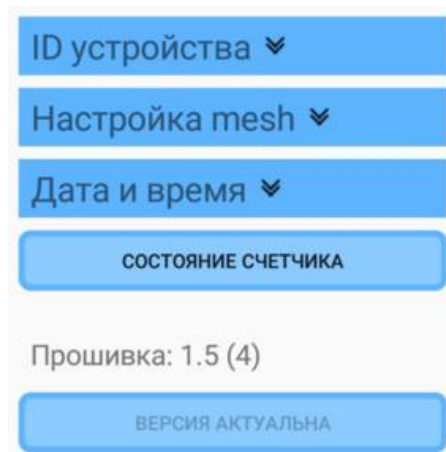 ID устройства
Настройка mesh
Дата и время
СОСТОЯНИЕ СЧЕТЧИКА
Прошивка: 1.5 (4)
ВЕРСИЯ АКТУАЛЬНА